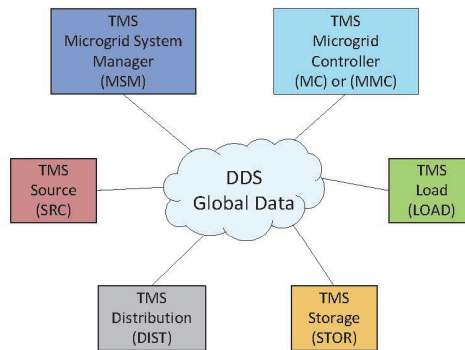 TMS
Microgrid System
Manager
(MSM)
TMS
Microgrid
Controller
(MC) or (MMC)
DDS
Global Data
TMS
Source
(SRC)
TMS
Load
(LOAD)
TMS
Distribution
(DIST)
TMS
Storage
(STOR)